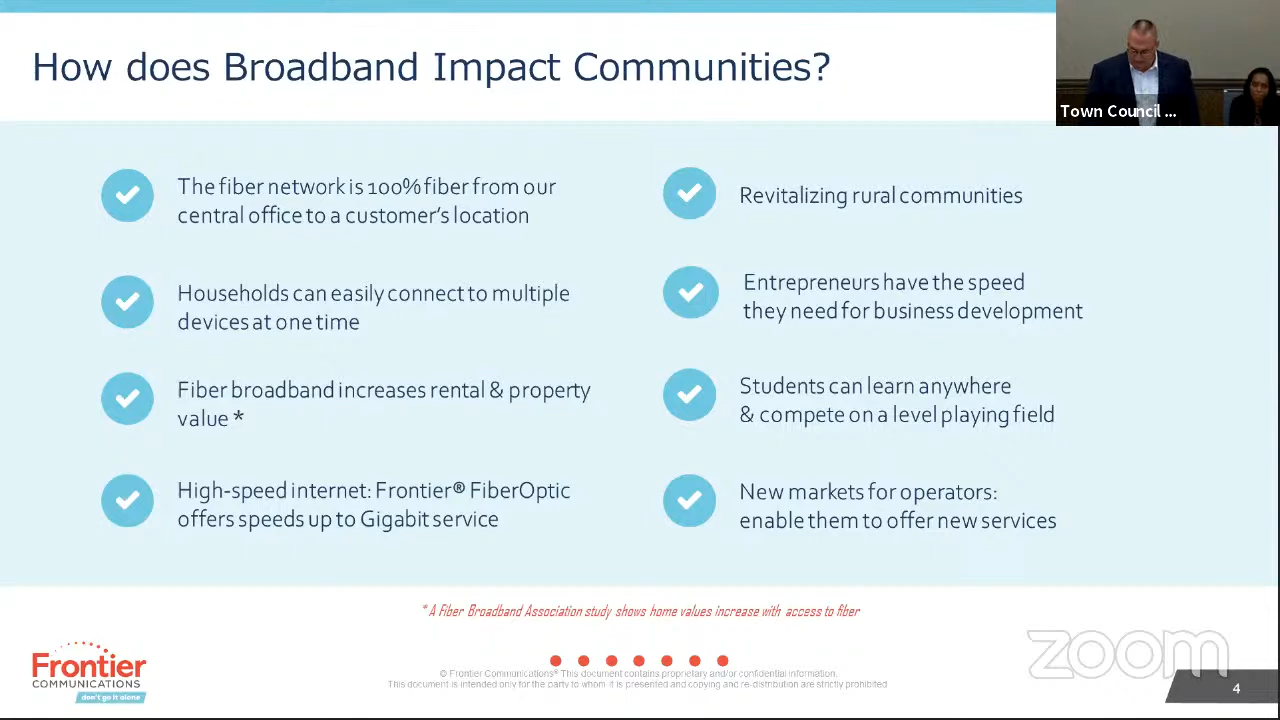 How does Broadband Impact Communities?
Town Council ...
The fiber network is 100% fiber from our
central office to a customer's location
Households can easily connect to multiple
devices at one time
Fiber broadband increases rental & property
value *
High-speed internet: Frontier® FiberOptic
offers speeds up to Gigabit service
Revitalizing rural communities
Entrepreneurs have the speed
they need for business development
Students can learn anywhere
& compete on a level playing field
New markets for operators:
enable them to offer new services
* A Fiber Broadband Association study shows home values increase with access to fiber
Frontier
COMMUNICATIONS
don't go it alone
© Frontier Communications® This document contains proprietary and/or confidential information.
This document is intended only for the party to whom it is presented and copying and re-distribution are strictly prohibited
zoom
4